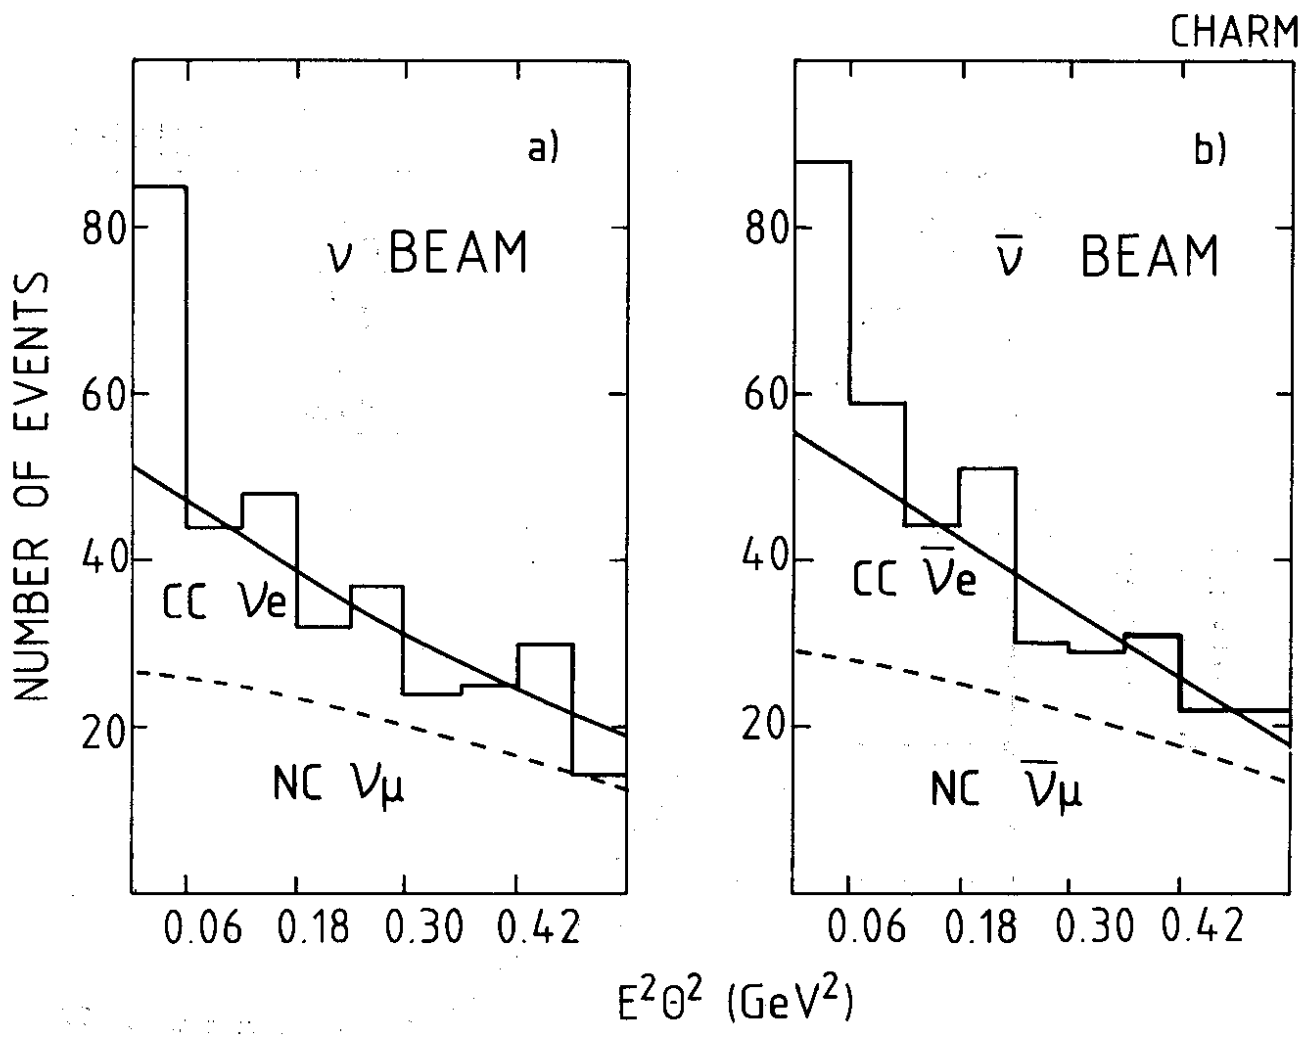 CHARM
a)
ν BEAM
80
60
40
20
CC νe
NC νμ
0.06 0.18 0.30 0.42
NUMBER OF EVENTS
b)
ν̅ BEAM
80
60
40
20
CC ν̅e
NC ν̅μ
0.06 0.18 0.30 0.42
E²Θ² (GeV²)